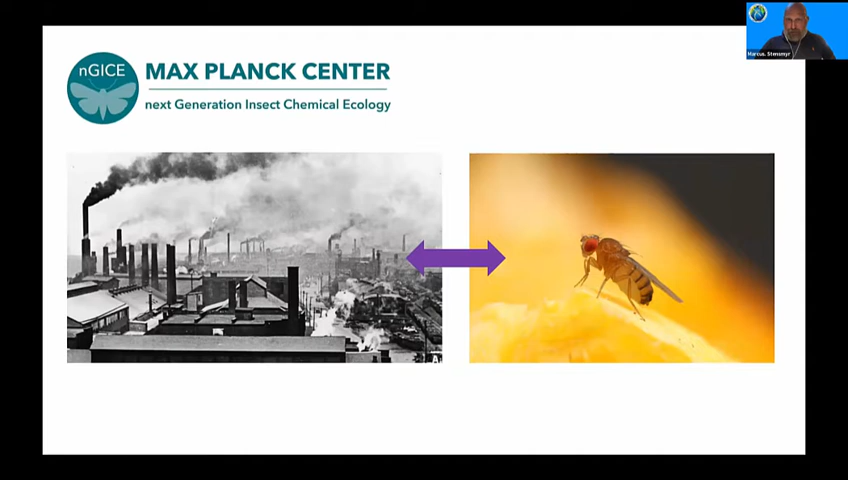 nGICE
MAX PLANCK CENTER
next Generation Insect Chemical Ecology
Marcus. Stensmyr